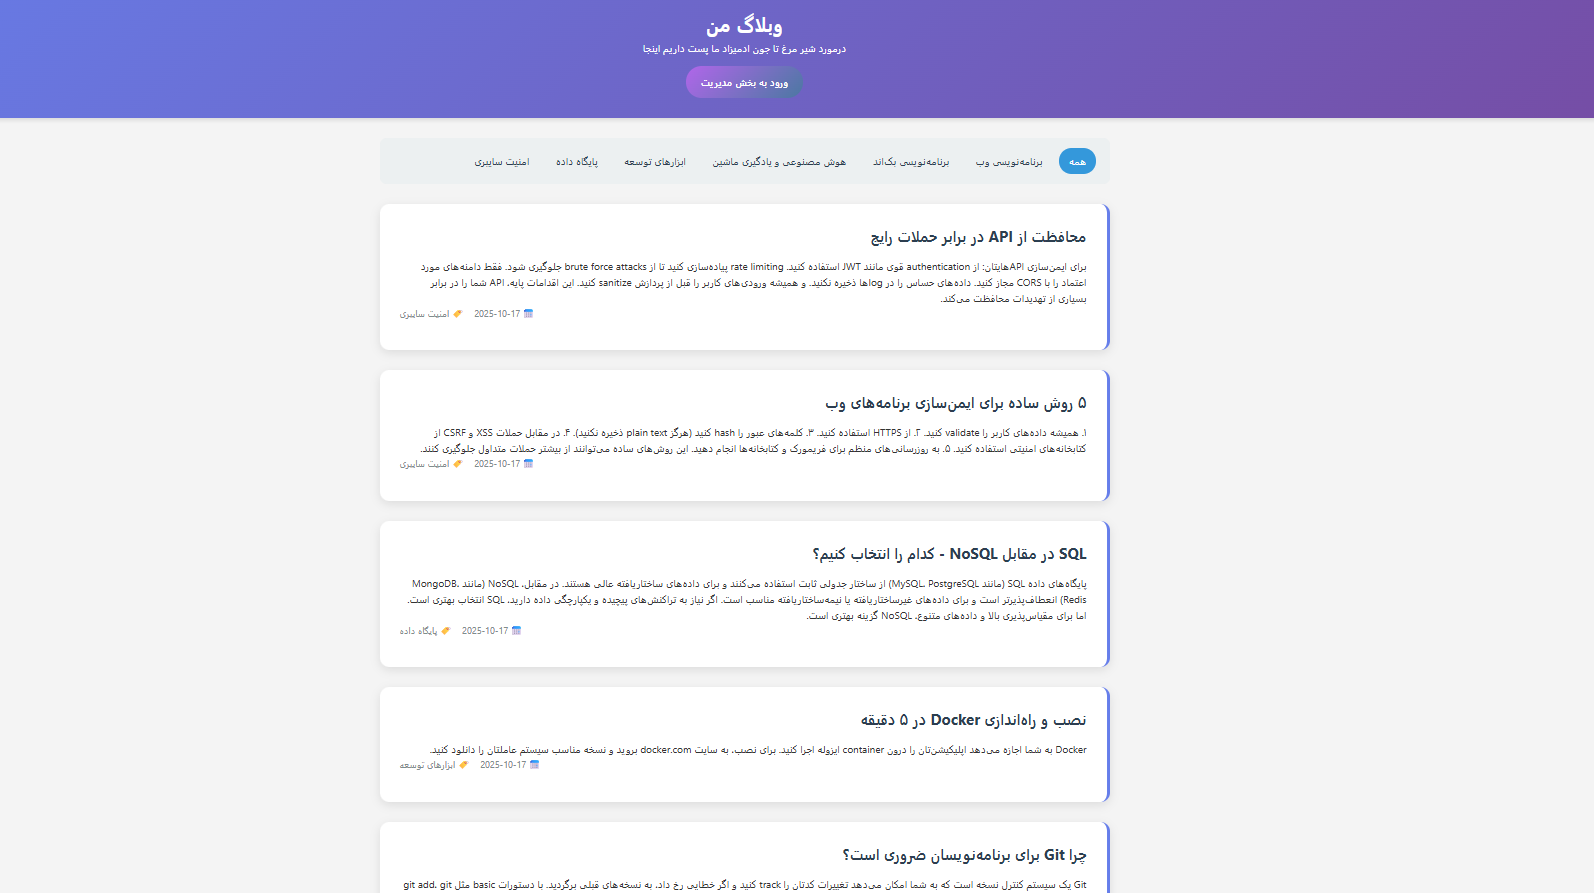 وبلاگ من
درمورد شیر مرغ تا جون ادمیزاد ما پست داریم اینجا
ورود به بخش مدیریت
همه برنامه‌نویسی وب برنامه‌نویسی بک‌اند هوش مصنوعی و یادگیری ماشین ابزارهای توسعه پایگاه داده امنیت سایبری
محافظت از API در برابر حملات رایج
برای ایمن‌سازی APIهایتان: از authentication قوی مانند JWT استفاده کنید. rate limiting پیاده‌سازی کنید تا از brute force attacks جلوگیری شود. فقط دامنه‌های مورد
اعتماد را با CORS مجاز کنید. داده‌های حساس را در logها ذخیره نکنید. و همیشه ورودی‌های کاربر را قبل از پردازش sanitize کنید. این اقدامات پایه، API شما را در برابر
بسیاری از تهدیدات محافظت می‌کند.
2025-10-17 امنیت سایبری
۵ روش ساده برای ایمن‌سازی برنامه‌های وب
۱. همیشه داده‌های کاربر را validate کنید. ۲. از HTTPS استفاده کنید. ۳. کلمه‌های عبور را hash کنید (هرگز plain text ذخیره نکنید). ۴. در مقابل حملات XSS و CSRF از
کتابخانه‌های امنیتی استفاده کنید. ۵. به روزرسانی‌های منظم برای فریمورک و کتابخانه‌ها انجام دهید. این روش‌های ساده می‌توانند از بیشتر حملات متداول جلوگیری کنند.
2025-10-17 امنیت سایبری
SQL در مقابل NoSQL - کدام را انتخاب کنیم؟
پایگاه‌های داده SQL (مانند MySQL، PostgreSQL) از ساختار جدولی ثابت استفاده می‌کنند و برای داده‌های ساختاریافته عالی هستند. در مقابل، NoSQL (مانند MongoDB،
Redis) انعطاف‌پذیرتر است و برای داده‌های غیرساختاریافته یا نیمه‌ساختاریافته مناسب است. اگر نیاز به تراکنش‌های پیچیده و یکپارچگی داده دارید، SQL انتخاب بهتری است.
اما برای مقیاس‌پذیری بالا و داده‌های متنوع، NoSQL گزینه بهتری است.
2025-10-17 پایگاه داده
نصب و راه‌اندازی Docker در ۵ دقیقه
Docker به شما اجازه می‌دهد اپلیکیشن‌تان را درون container ایزوله اجرا کنید. برای نصب، به سایت docker.com بروید و نسخه مناسب سیستم عاملتان را دانلود کنید.
2025-10-17 ابزارهای توسعه
چرا Git برای برنامه‌نویسان ضروری است؟
Git یک سیستم کنترل نسخه است که به شما امکان می‌دهد تغییرات کدتان را track کنید و اگر خطایی رخ داد، به نسخه‌های قبلی برگردید. با دستورات basic مثل git add، git